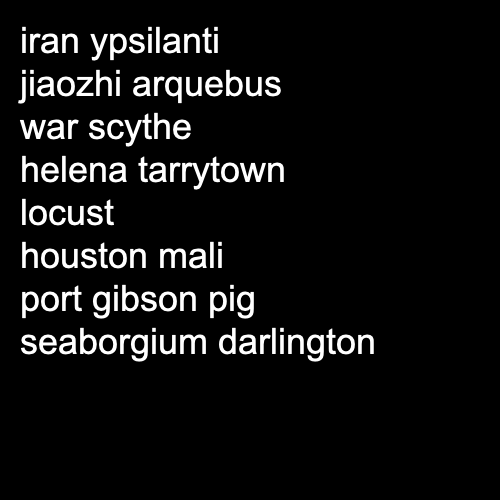 iran ypsilanti
jiaozhi arquebus
war scythe
helena tarrytown
locust
houston mali
port gibson pig
seaborgium darlington